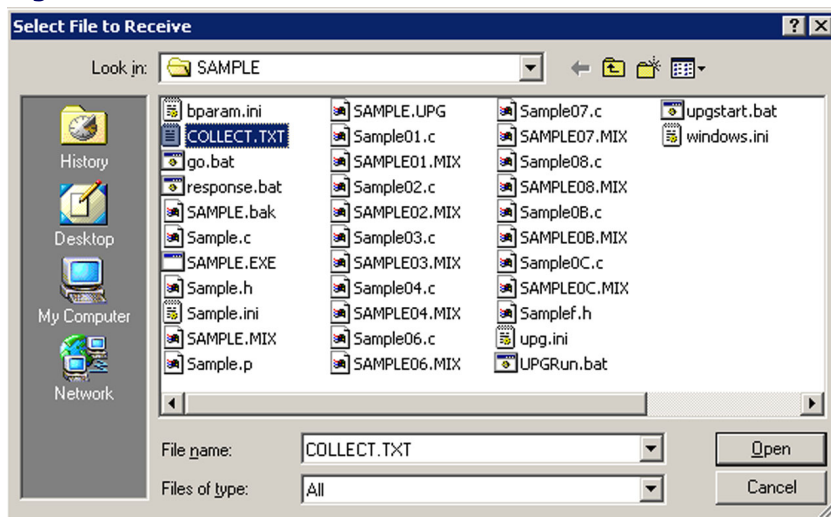 Select File to Receive
Look in: SAMPLE
History
Desktop
My Computer
Network
bparam.ini
COLLECT.TXT
go.bat
response.bat
SAMPLE.bak
Sample.c
SAMPLE.EXE
Sample.h
Sample.ini
SAMPLE.MIX
Sample.p
SAMPLE.UPG
Sample01.c
SAMPLE01.MIX
Sample02.c
SAMPLE02.MIX
Sample03.c
SAMPLE03.MIX
Sample04.c
SAMPLE04.MIX
Sample06.c
SAMPLE06.MIX
Sample07.c
SAMPLE07.MIX
Sample08.c
SAMPLE08.MIX
Sample0B.c
SAMPLE0B.MIX
Sample0C.c
SAMPLE0C.MIX
Samplef.h
upg.ini
UPGRun.bat
upgstart.bat
windows.ini
File name: COLLECT.TXT Open
Files of type: All Cancel